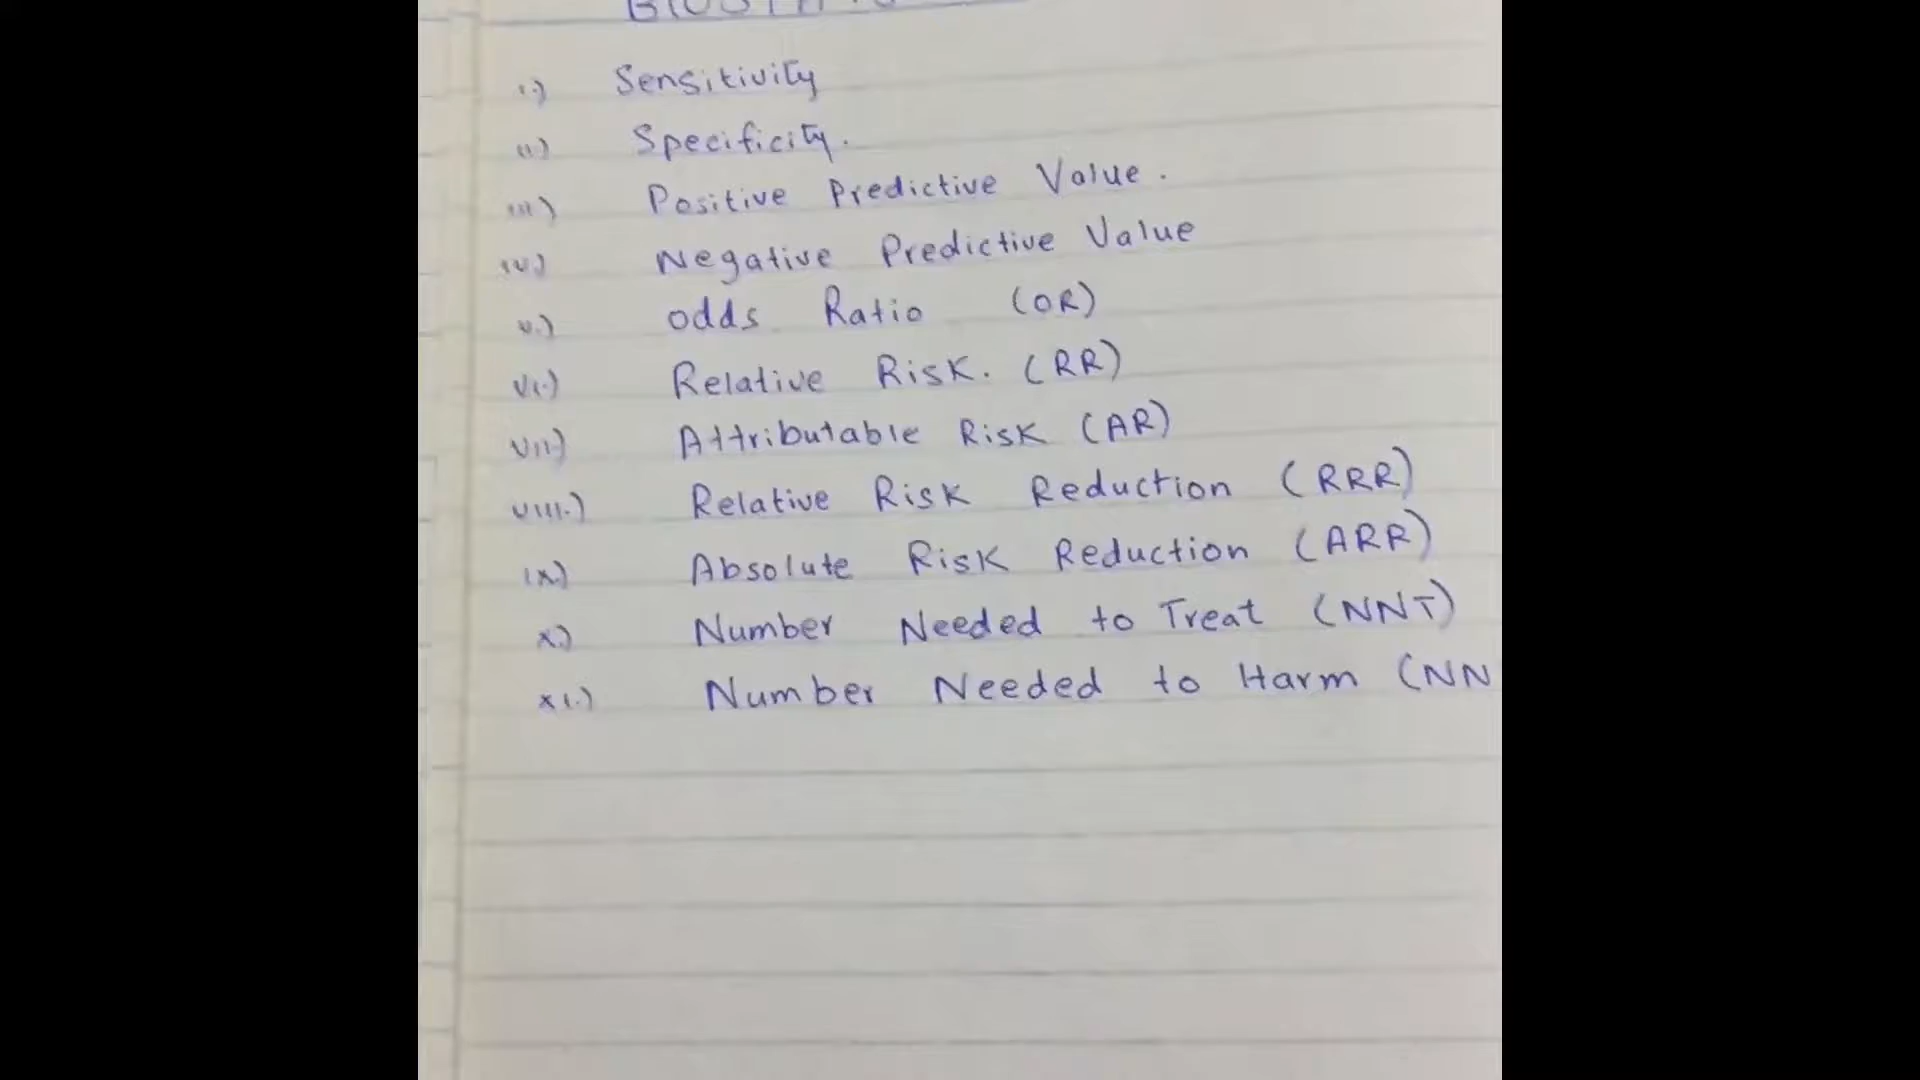 i.) Sensitivity
ii.) Specificity.
iii.) Positive Predictive Value.
iv.) Negative Predictive Value
v.) odds Ratio (OR)
vi.) Relative Risk. (RR)
vii.) Attributable Risk (AR)
viii.) Relative Risk Reduction (RRR)
ix.) Absolute Risk Reduction (ARR)
x.) Number Needed to Treat (NNT)
xi.) Number Needed to Harm (NN